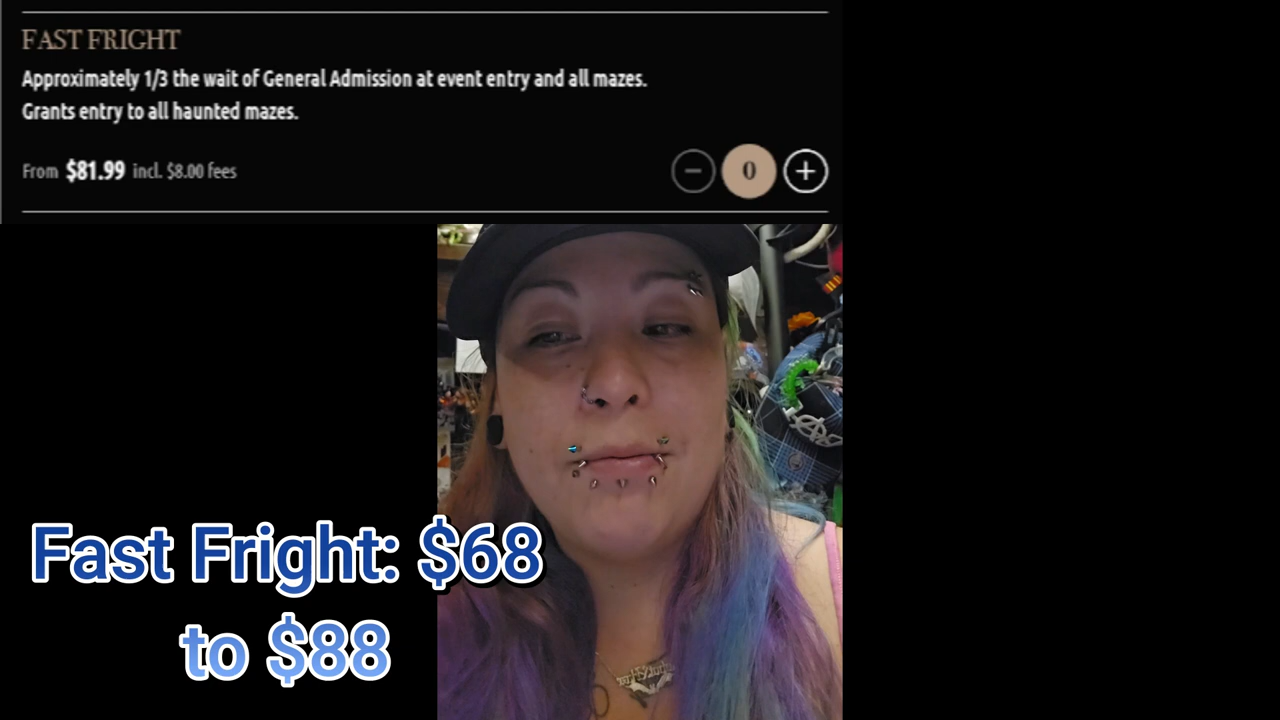 FAST FRIGHT
Approximately 1/3 the wait of General Admission at event entry and all mazes.
Grants entry to all haunted mazes.
From $81.99 incl. $8.00 fees
0
Fast Fright: $68
to $88